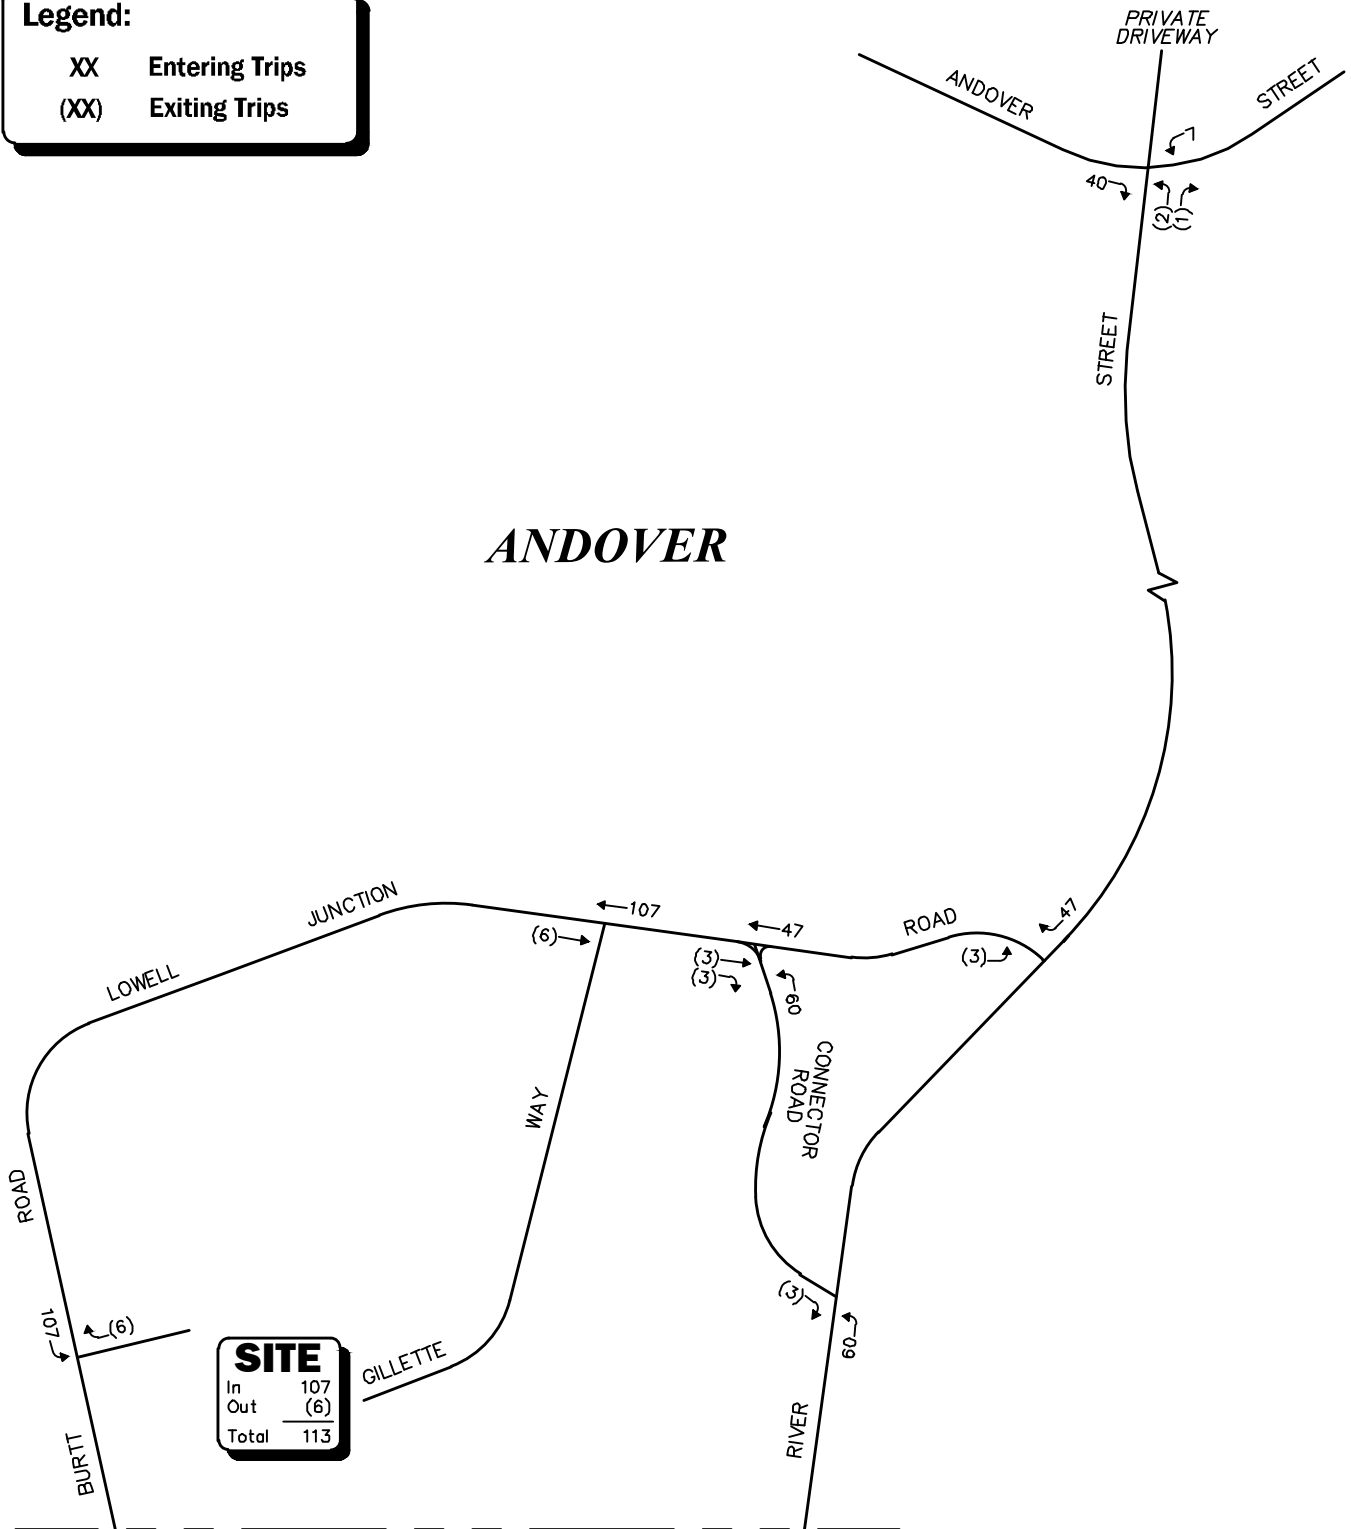 Legend:
XX Entering Trips
(XX) Exiting Trips
PRIVATE
DRIVEWAY
ANDOVER
STREET
7
40
(2)
(1)
STREET
ANDOVER
JUNCTION
LOWELL
107
(6)
47
(3)
(3)
60
ROAD
(3)
47
CONNECTOR
ROAD
WAY
ROAD
107
(6)
(3)
60
SITE
In 107
Out (6)
Total 113
GILLETTE
RIVER
BURTT